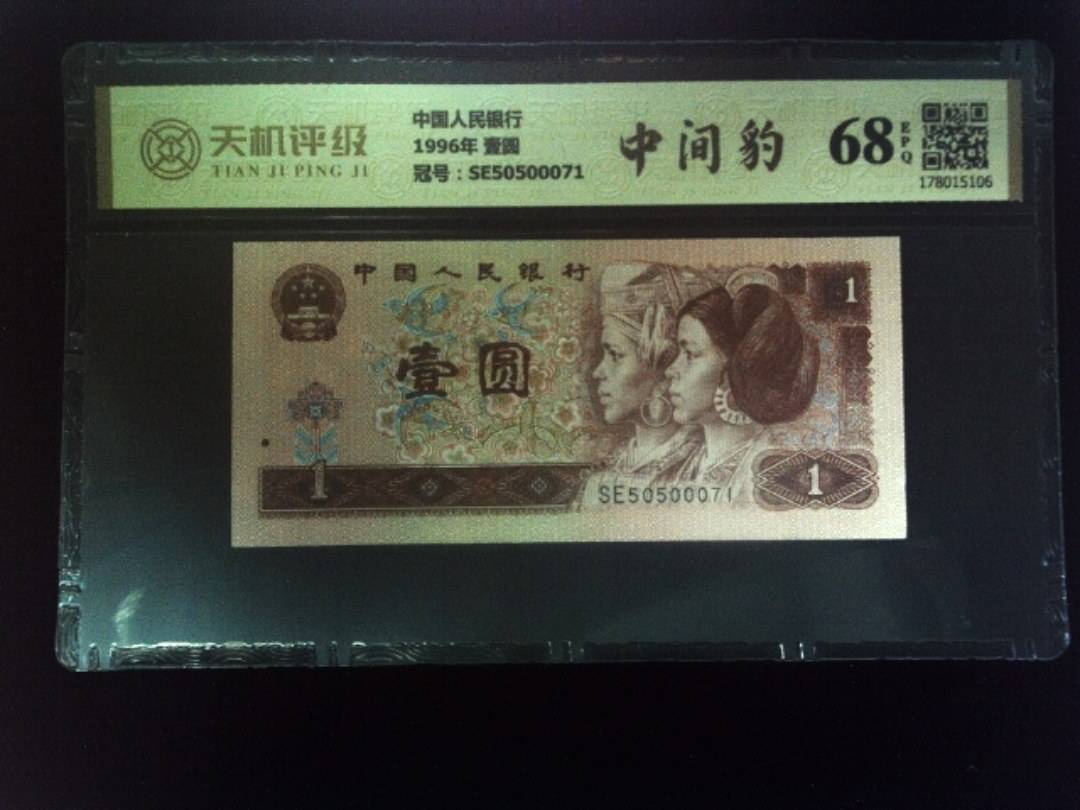 天机评级
TIAN JI PING JI
中国人民银行
1996年 壹圆
冠号：SE50500071
中间豹
68
EPQ
178015106
中国人民银行
1
壹圆
1
SE50500071
1